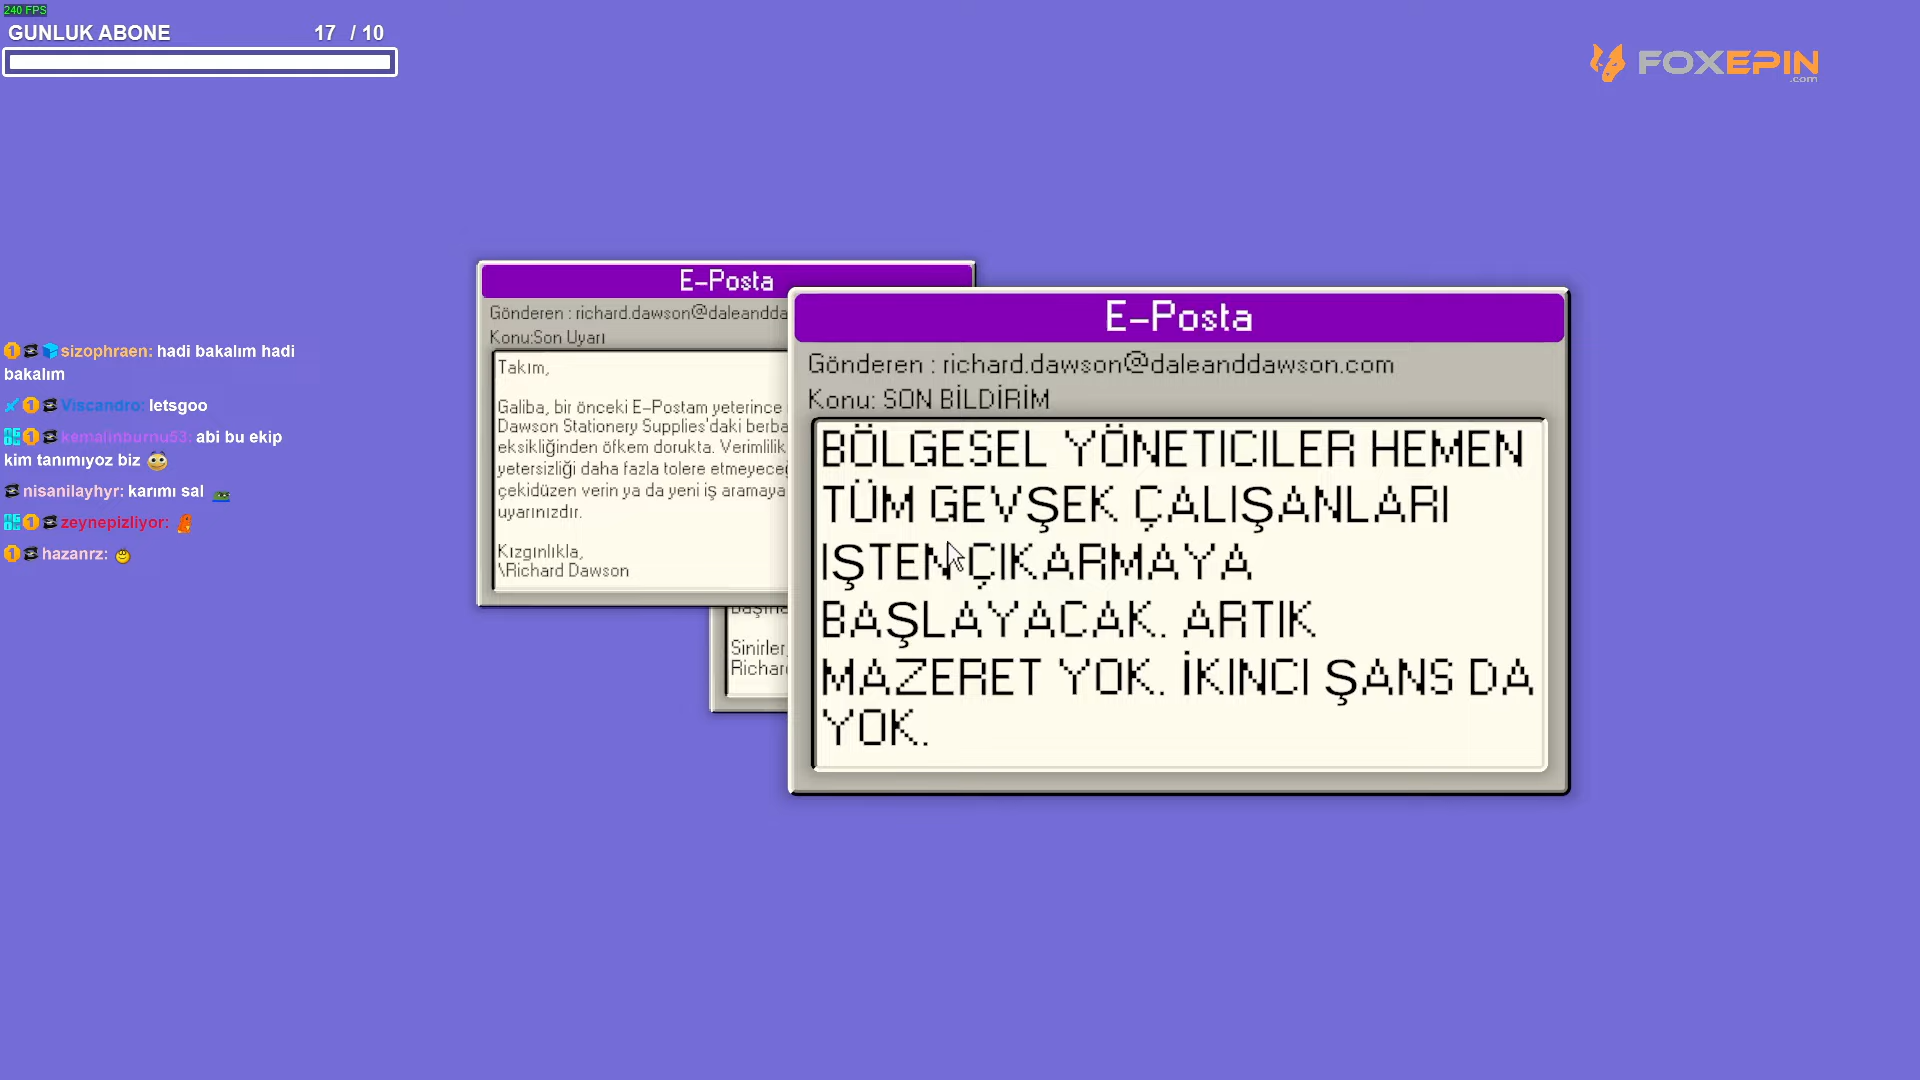 240 FPS
GUNLUK ABONE 17 / 10
FOXEPIN
.com
E-Posta
Gönderen : richard.dawson@daleandda
Konu:Son Uyarı
Takım,
Galiba, bir önceki E-Postam yeterince
Dawson Stationery Supplies'daki berba
eksikliğinden öfkem dorukta. Verimlilik
yetersizliği daha fazla tolere etmeyeceğ
çekidüzen verin ya da yeni iş aramaya
uyarınızdır.
Kızgınlıkla,
\Richard Dawson
Sinirler,
Richar
E-Posta
Gönderen : richard.dawson@daleanddawson.com
Konu: SON BİLDİRİM
BÖLGESEL YÖNETICILER HEMEN
TÜM GEVŞEK ÇALIŞANLARI
IŞTEN ÇIKARMAYA
BAŞLAYACAK. ARTIK
MAZERET YOK. İKINCI ŞANS DA
YOK.
sizophraen: hadi bakalım hadi
bakalım
Viscandro: letsgoo
kemalinburnu53: abi bu ekip
kim tanımıyoz biz
nisanilayhyr: karımı sal
zeynepizliyor:
hazanrz: